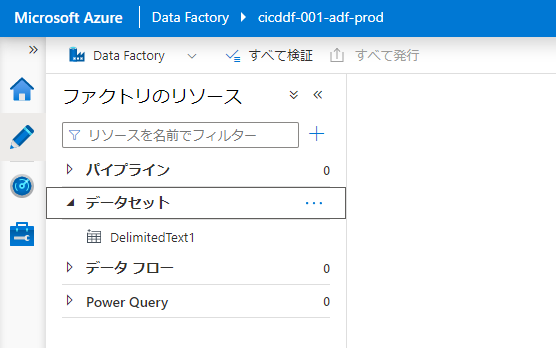 Microsoft Azure Data Factory cicddf-001-adf-prod
Data Factory すべて検証 すべて発行
ファクトリのリソース
リソースを名前でフィルター
パイプライン 0
データセット
DelimitedText1
データ フロー 0
Power Query 0